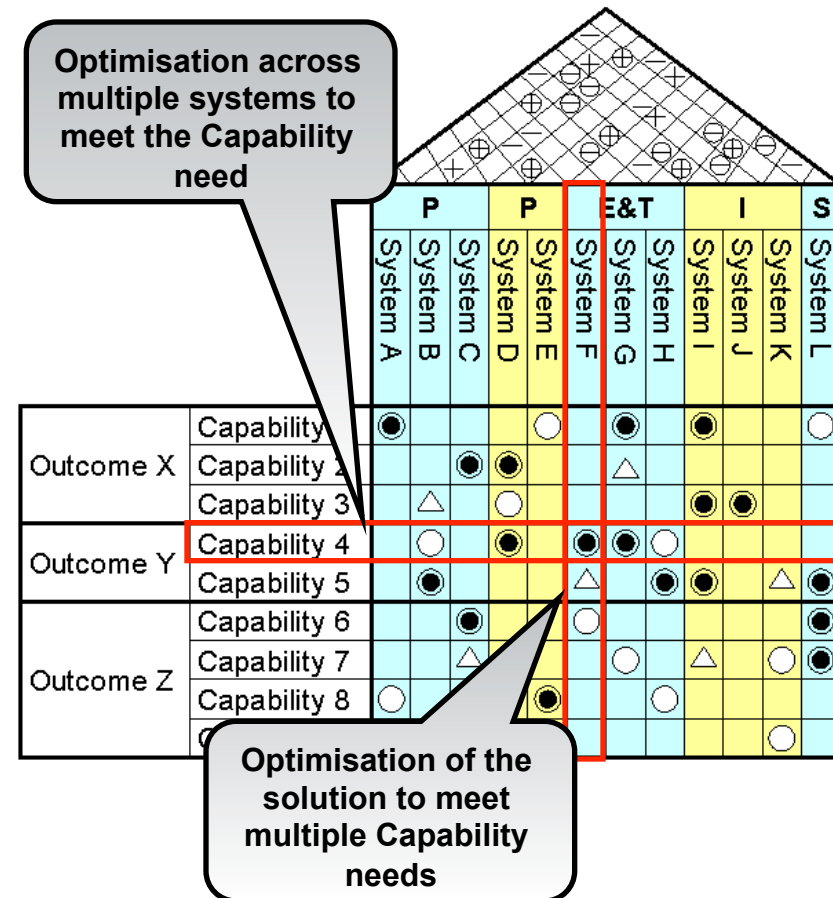 Optimisation across
multiple systems to
meet the Capability
need
P P E&T I S
System A
System B
System C
System D
System E
System F
System G
System H
System I
System J
System K
System L
Outcome X
Capability
Capability 2
Capability 3
Outcome Y
Capability 4
Capability 5
Outcome Z
Capability 6
Capability 7
Capability 8
Optimisation of the
solution to meet
multiple Capability
needs